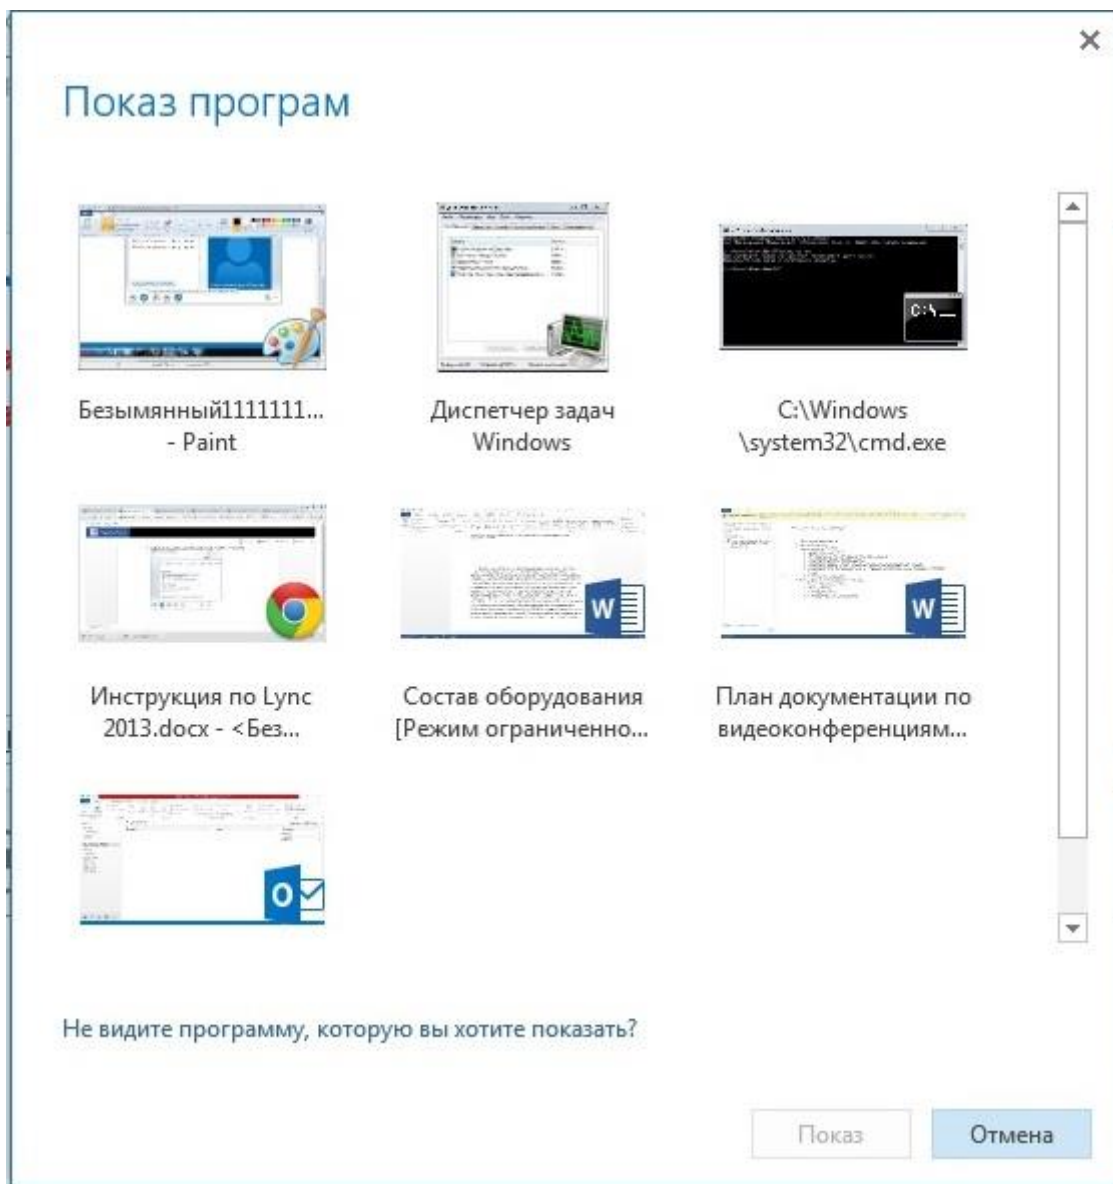 Показ програм
Безымянный1111111...
- Paint
Диспетчер задач
Windows
C:\Windows
\system32\cmd.exe
C:\
Инструкция по Lync
2013.docx - <Без...
Состав оборудования
[Режим ограниченно...
План документации по
видеоконференциям...
Не видите программу, которую вы хотите показать?
Показ
Отмена